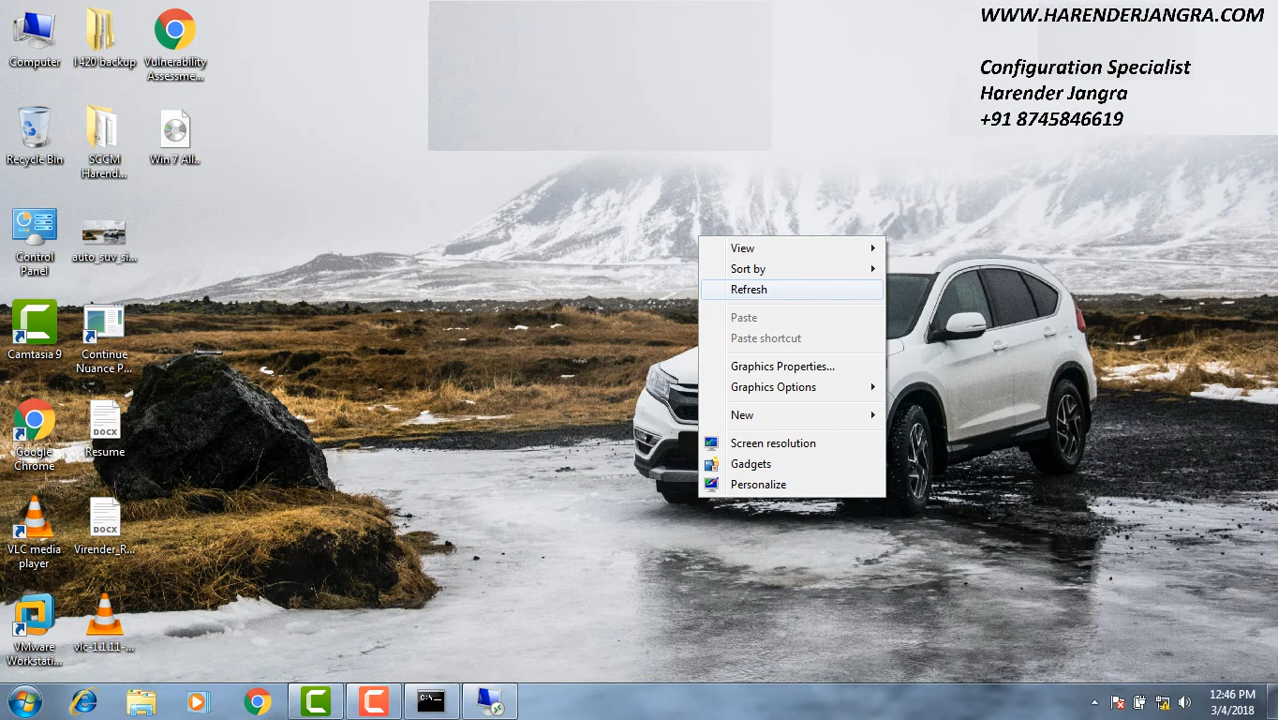 WWW.HARENDERJANGRA.COM
Configuration Specialist
Harender Jangra
+91 8745846619
Computer
I 420 backup
Vulnerability
Assessme...
Recycle Bin
SCCM
Harend...
Win 7 All..
Control
Panel
auto_suv_si...
Camtasia 9
Continue
Nuance P...
Google
Chrome
DOCX
Resume
VLC media
player
DOCX
Virender_R...
VMware
Workstati...
vlc-1.1.11-...
View
Sort by
Refresh
Paste
Paste shortcut
Graphics Properties...
Graphics Options
New
Screen resolution
Gadgets
Personalize
C:\_
12:46 PM
3/4/2018